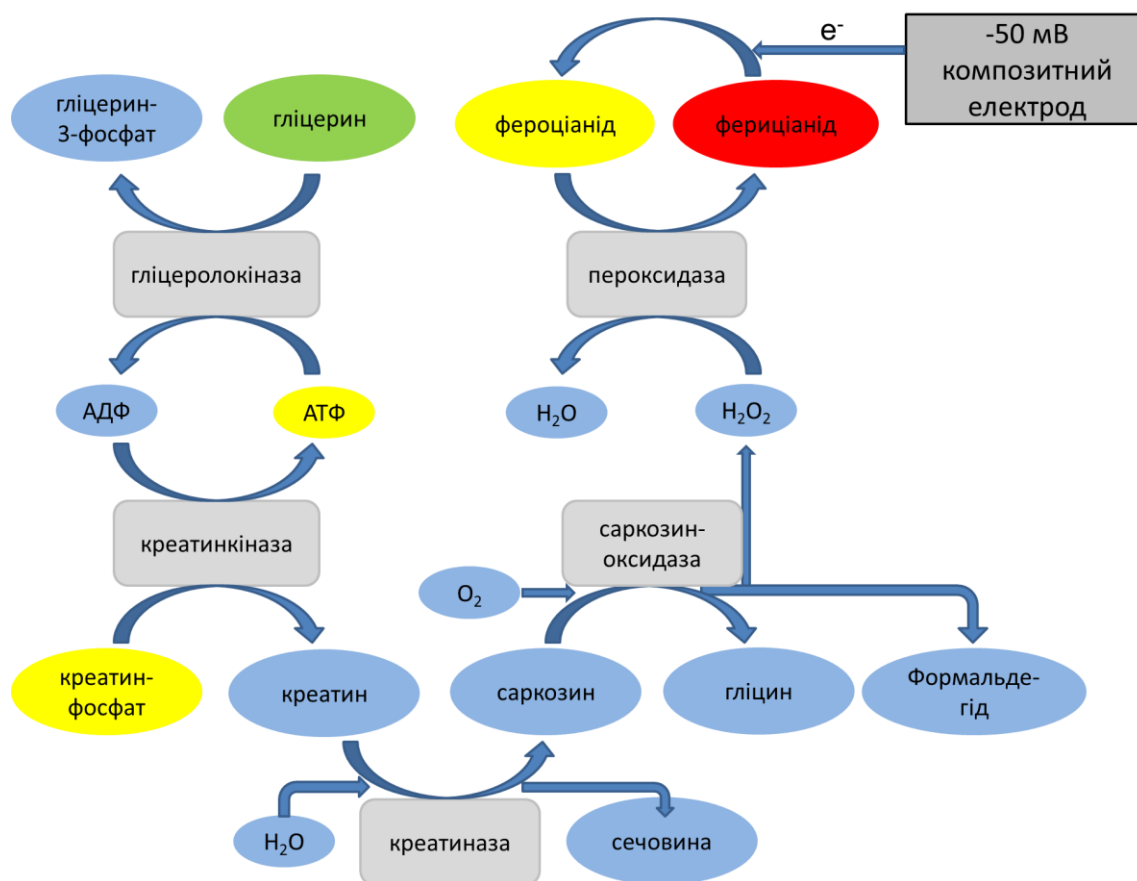 e-
-50 мВ
композитний
електрод
гліцерин-
3-фосфат
гліцерин
фероціанід
фериціанід
гліцеролокіназа
пероксидаза
АДФ
АТФ
H2O
H2O2
креатинкіназа
саркозин-
оксидаза
O2
креатин-
фосфат
креатин
саркозин
гліцин
Формальде-
гід
H2O
креатиназа
сечовина